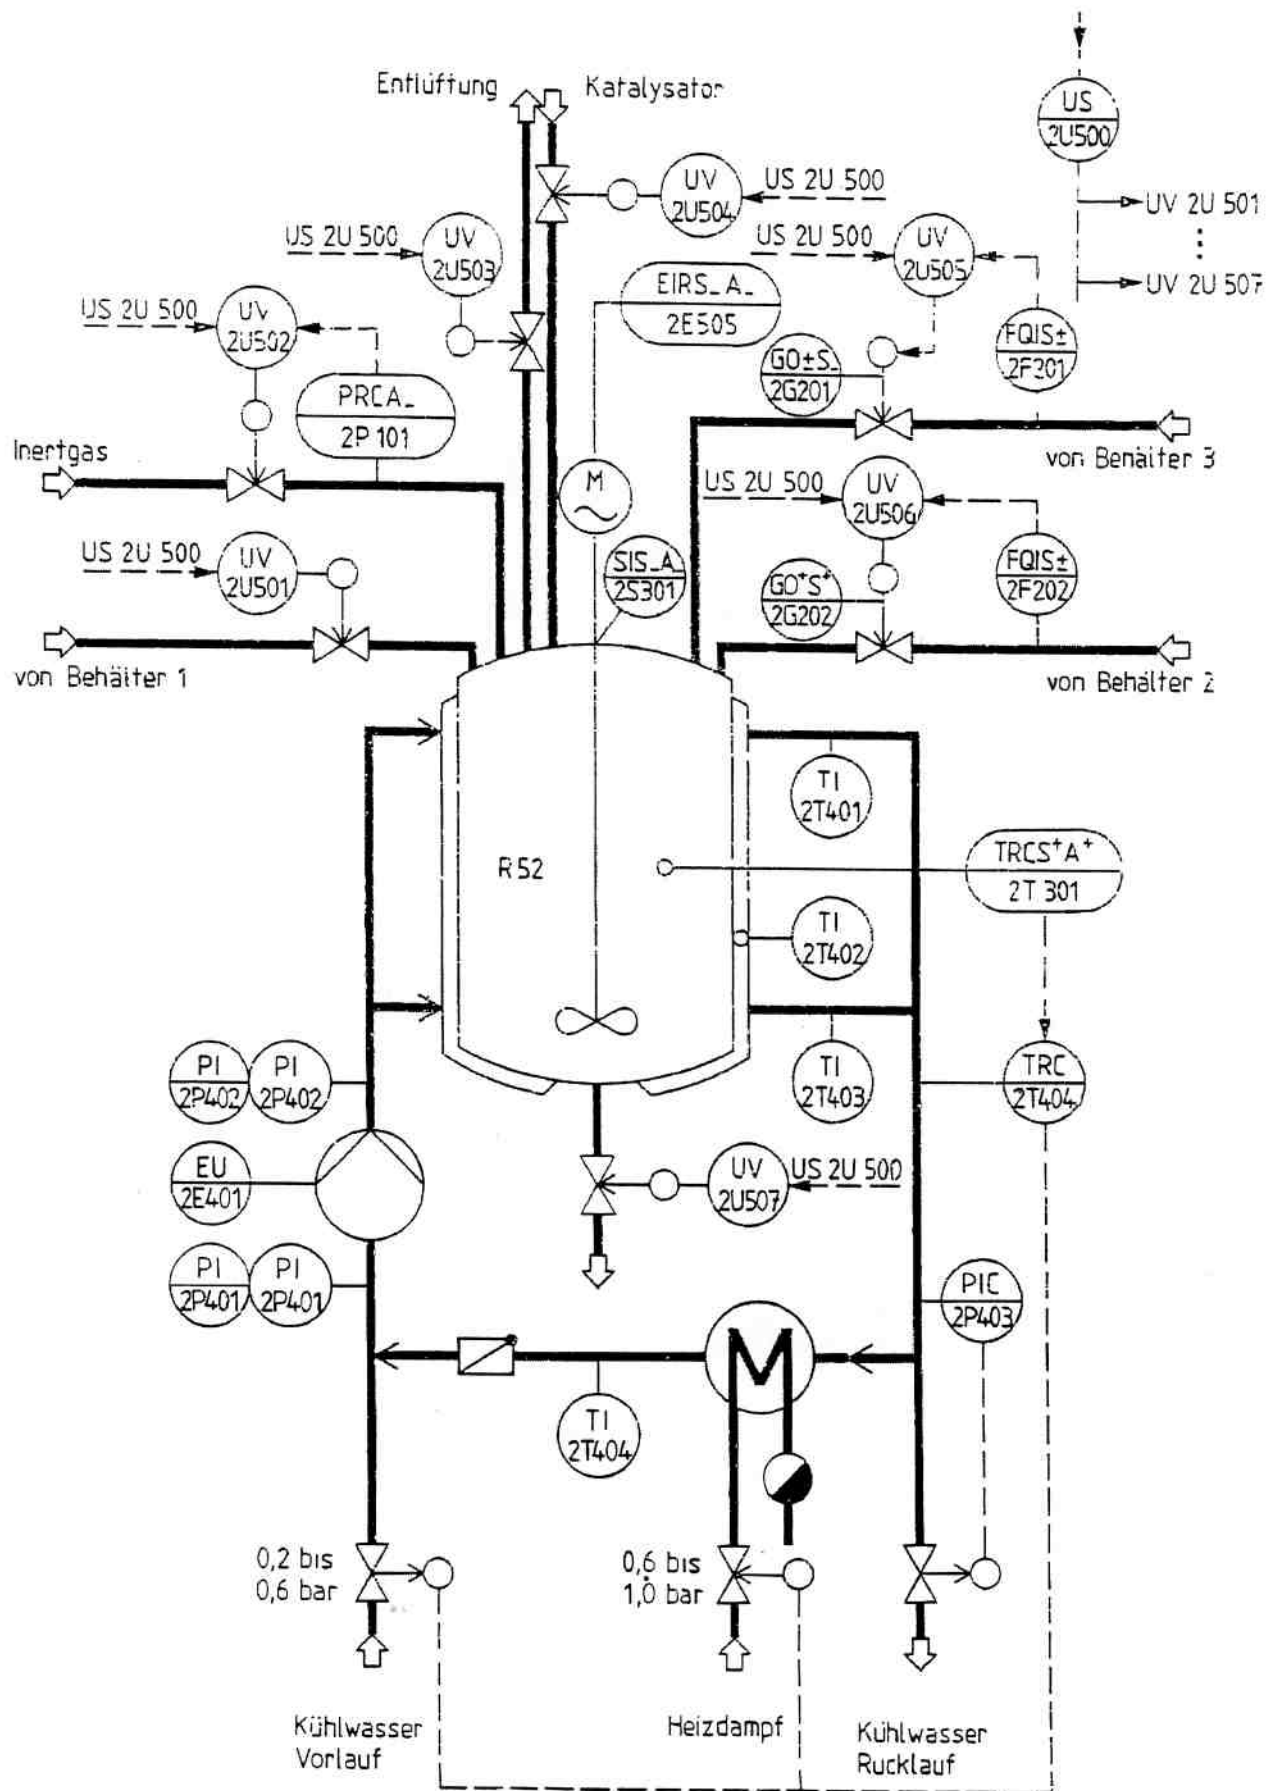 Entlüftung
Katalysator
US
2U500
UV 2U 501
UV 2U 507
UV
2U504
US 2U 500
US 2U 500
UV
2U503
US 2U 500
UV
2U505
EIRS_A_
2E505
US 2U 500
UV
2U502
FQIS±
2F201
GO±S_
2G201
PRCA_
2P 101
Inertgas
von Benälter 3
M
US 2U 500
UV
2U506
US 2U 500
UV
2U501
SIS_A_
2S301
FQIS±
2F202
GO⁺S⁺
2G202
von Behälter 1
von Behälter 2
TI
2T401
R52
TRCS⁺A⁺
2T 301
TI
2T402
PI
2P402
PI
2P402
TI
2T403
TRC
2T404
EU
2E401
UV
2U507
US 2U 500
PI
2P401
PI
2P401
PIC
2P403
TI
2T404
0,2 bis
0,6 bar
0,6 bis
1,0 bar
Kühlwasser
Vorlauf
Heizdampf
Kühlwasser
Rucklauf